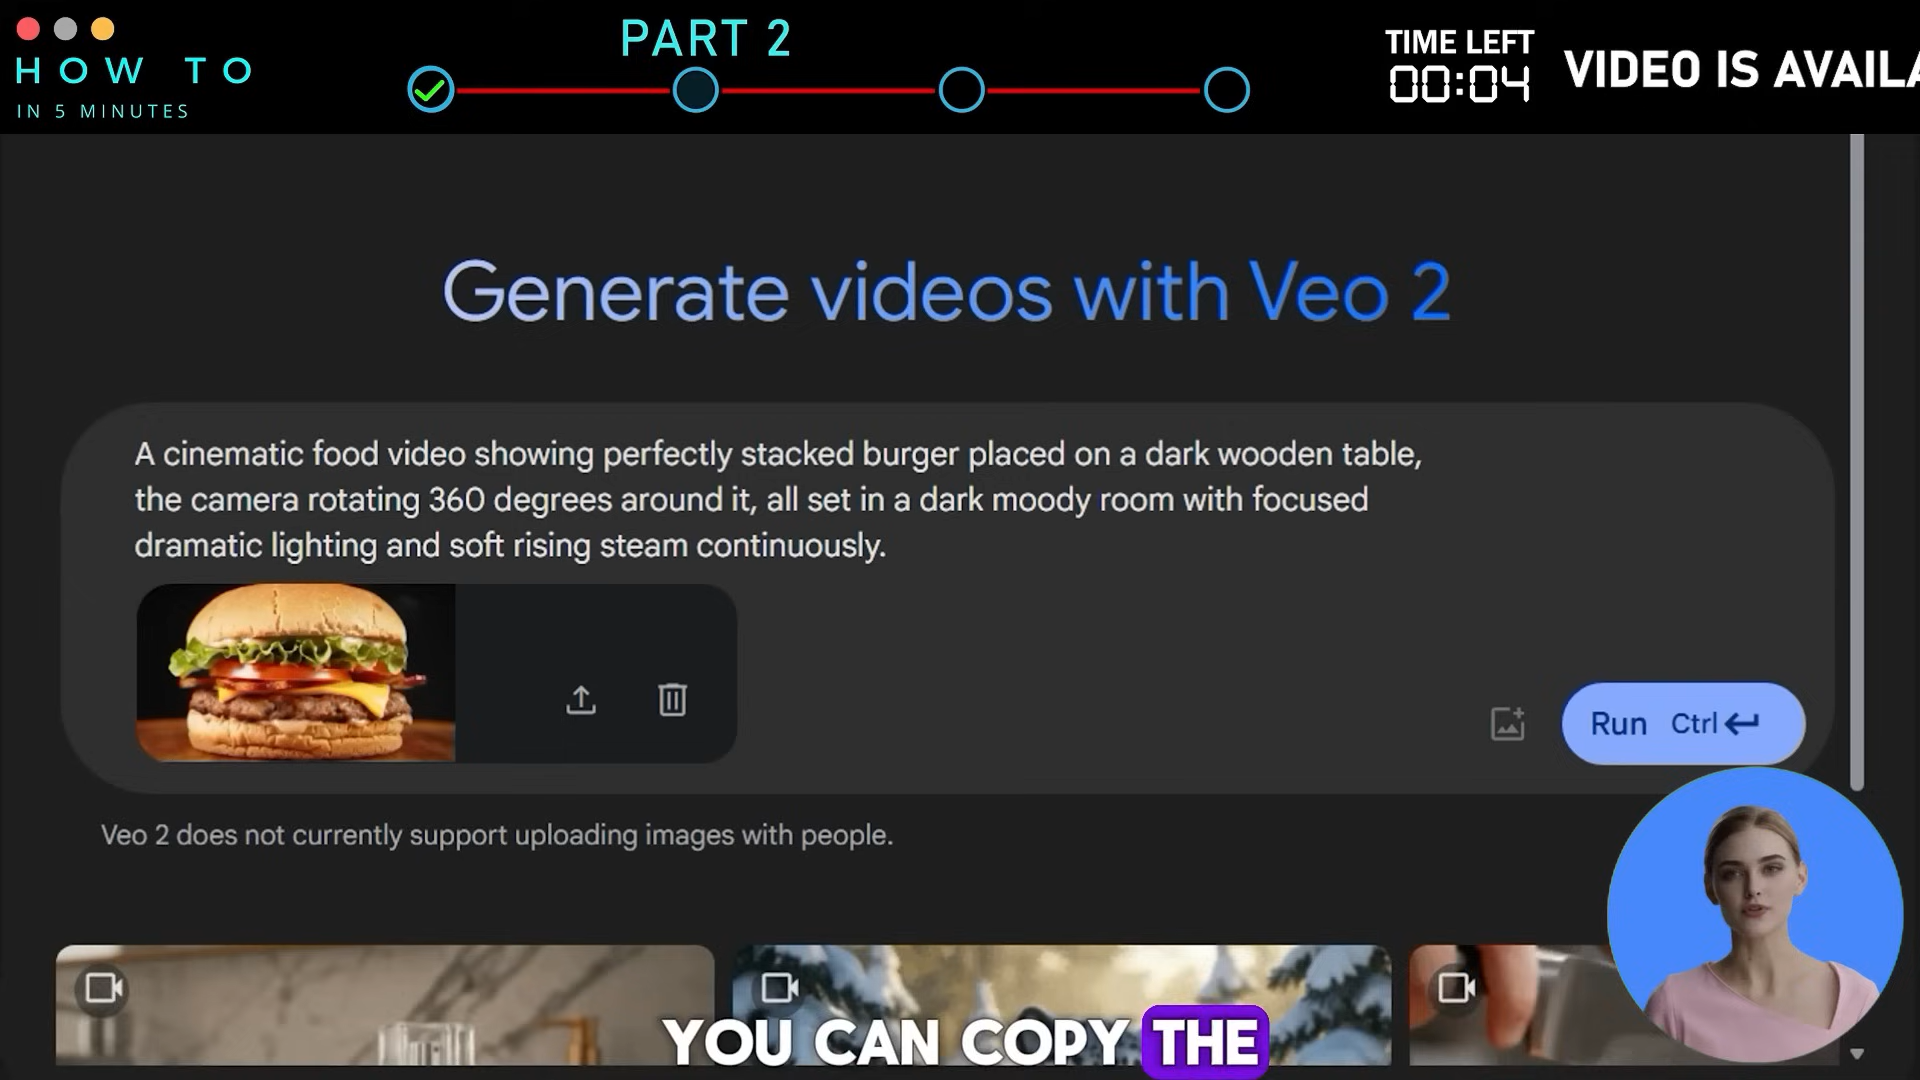 HOW TO
IN 5 MINUTES
PART 2
TIME LEFT
00:04
VIDEO IS AVAILA
Generate videos with Veo 2
A cinematic food video showing perfectly stacked burger placed on a dark wooden table,
the camera rotating 360 degrees around it, all set in a dark moody room with focused
dramatic lighting and soft rising steam continuously.
Run Ctrl
Veo 2 does not currently support uploading images with people.
YOU CAN COPY THE